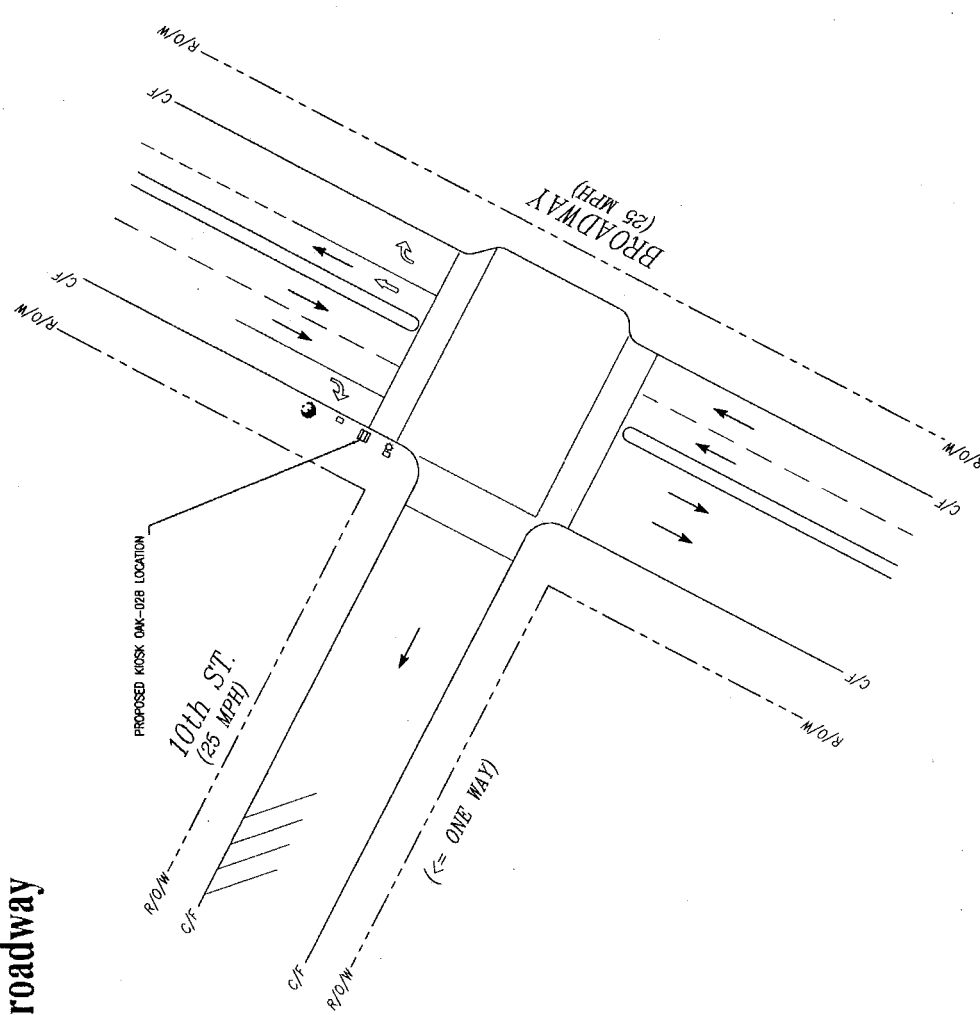 roadway
PROPOSED KIOSK OAK-028 LOCATION
10th ST.
(25 MPH)
BROADWAY
(25 MPH)
(<= ONE WAY)
R/O/W
C/F
C/F
R/O/W
R/O/W
C/F
C/F
R/O/W
C/F
R/O/W
R/O/W
C/F